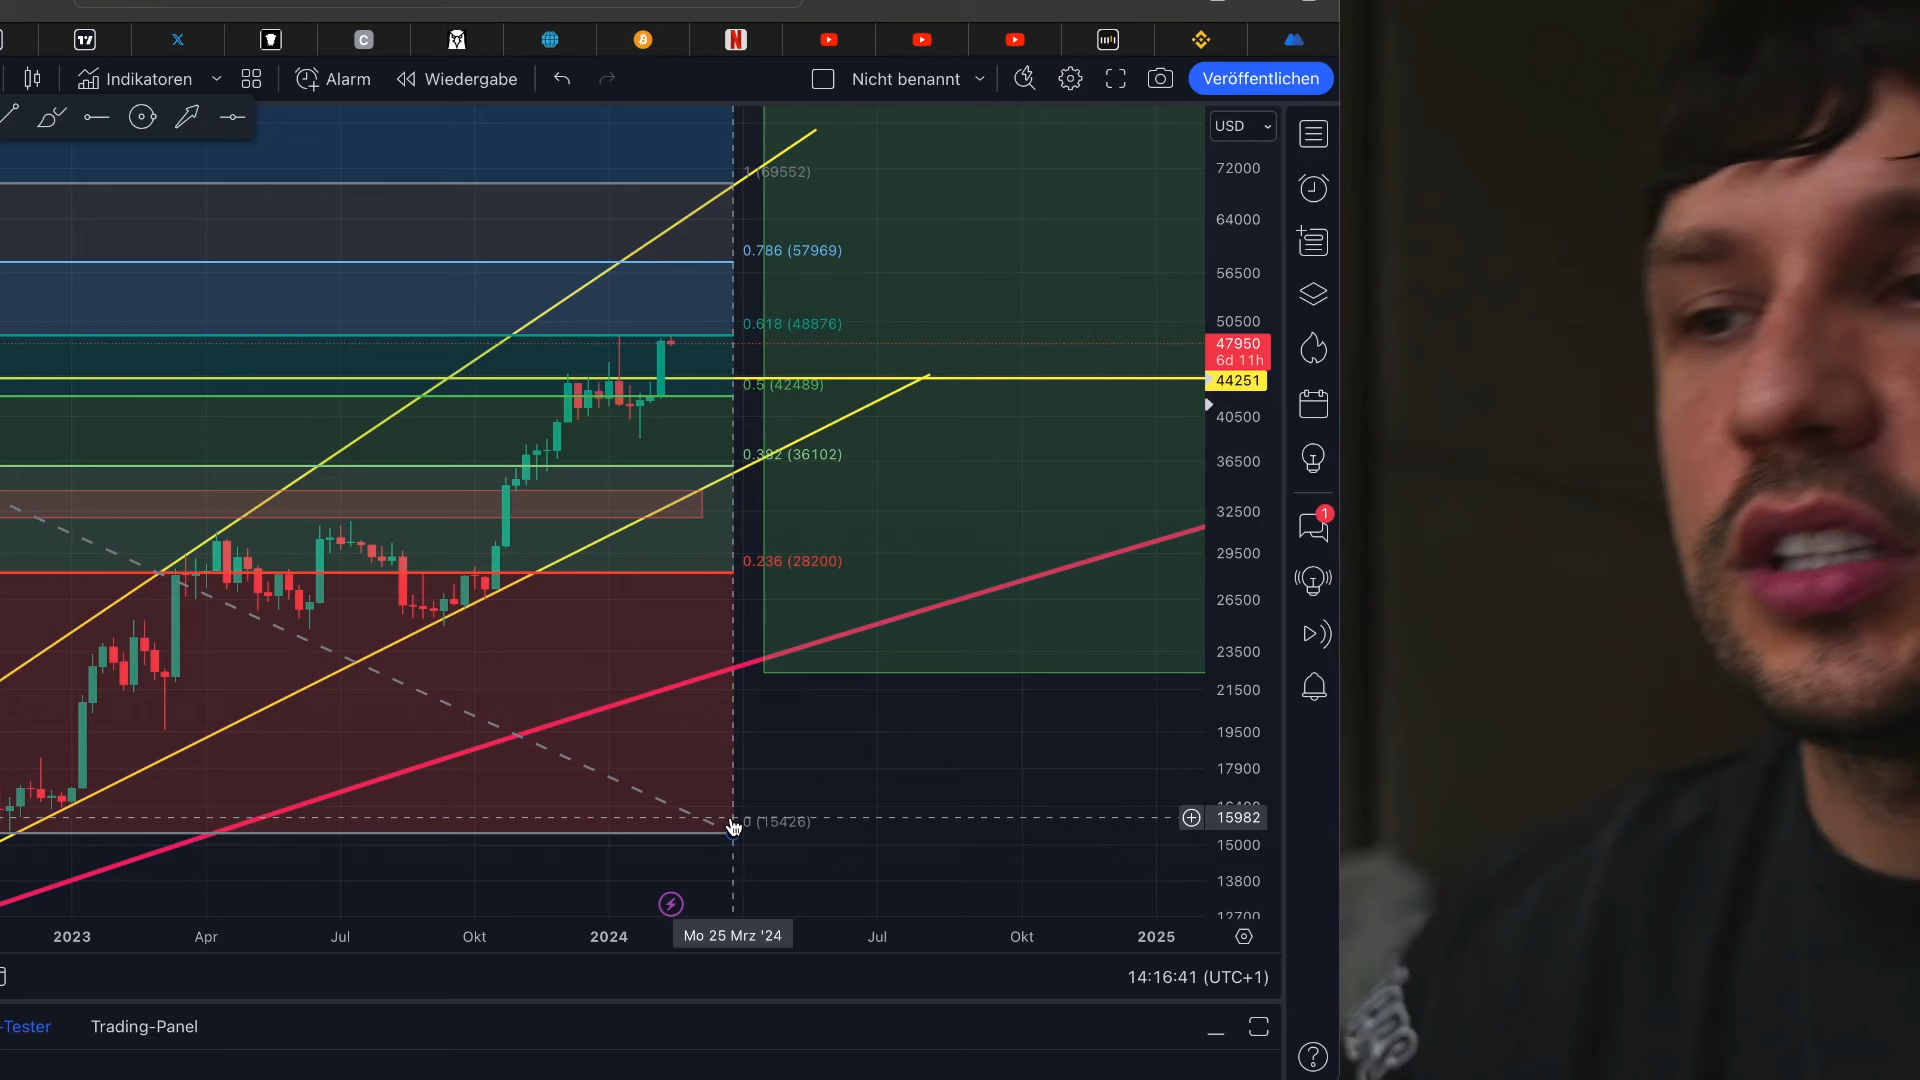 Indikatoren
Alarm
Wiedergabe
Nicht benannt
Veröffentlichen
USD
1 (69552)
0.786 (57969)
0.618 (48876)
0.5 (42489)
0.382 (36102)
0.236 (28200)
0 (15426)
72000
64000
56500
50500
47950
6d 11h
44251
40500
36500
32500
29500
26500
23500
21500
19500
17900
16400
15982
15000
13800
12700
1
2023
Apr
Jul
Okt
2024
Mo 25 Mrz '24
Jul
Okt
2025
14:16:41 (UTC+1)
-Tester
Trading-Panel